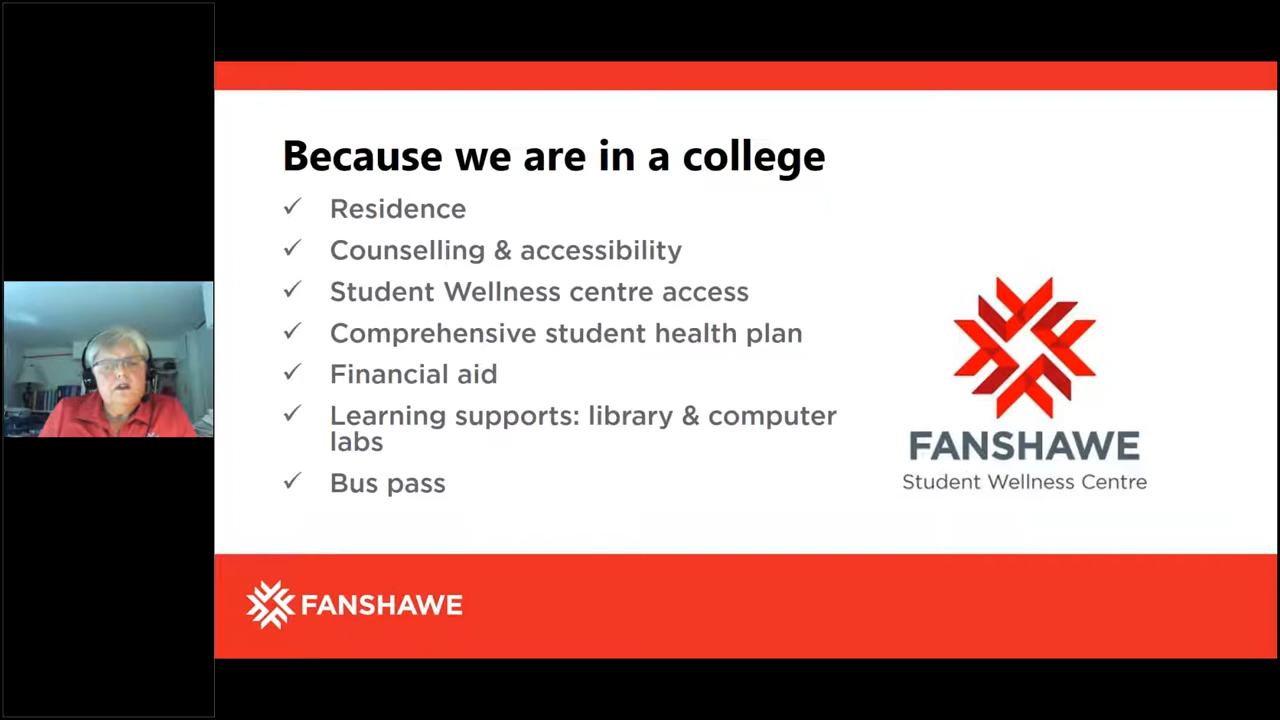 Because we are in a college
✓ Residence
✓ Counselling & accessibility
✓ Student Wellness centre access
✓ Comprehensive student health plan
✓ Financial aid
✓ Learning supports: library & computer
labs
✓ Bus pass
FANSHAWE
Student Wellness Centre
FANSHAWE